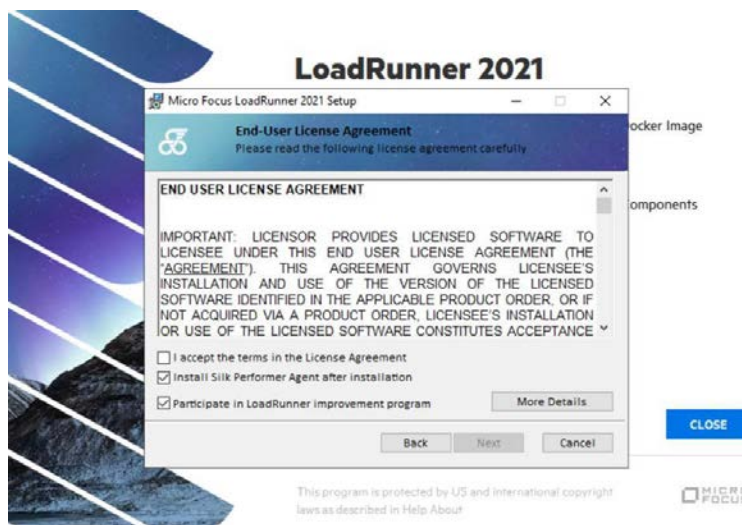 LoadRunner 2021
Micro Focus LoadRunner 2021 Setup
End-User License Agreement
Please read the following license agreement carefully
ocker Image
omponents
END USER LICENSE AGREEMENT
IMPORTANT: LICENSOR PROVIDES LICENSED SOFTWARE TO
LICENSEE UNDER THIS END USER LICENSE AGREEMENT (THE
"AGREEMENT"). THIS AGREEMENT GOVERNS LICENSEE'S
INSTALLATION AND USE OF THE VERSION OF THE LICENSED
SOFTWARE IDENTIFIED IN THE APPLICABLE PRODUCT ORDER, OR IF
NOT ACQUIRED VIA A PRODUCT ORDER, LICENSEE'S INSTALLATION
OR USE OF THE LICENSED SOFTWARE CONSTITUTES ACCEPTANCE
I accept the terms in the License Agreement
Install Silk Performer Agent after installation
Participate in LoadRunner improvement program
More Details
CLOSE
Back Next Cancel
This program is protected by US and international copyright
laws as described in Help About
MICR
FOCU